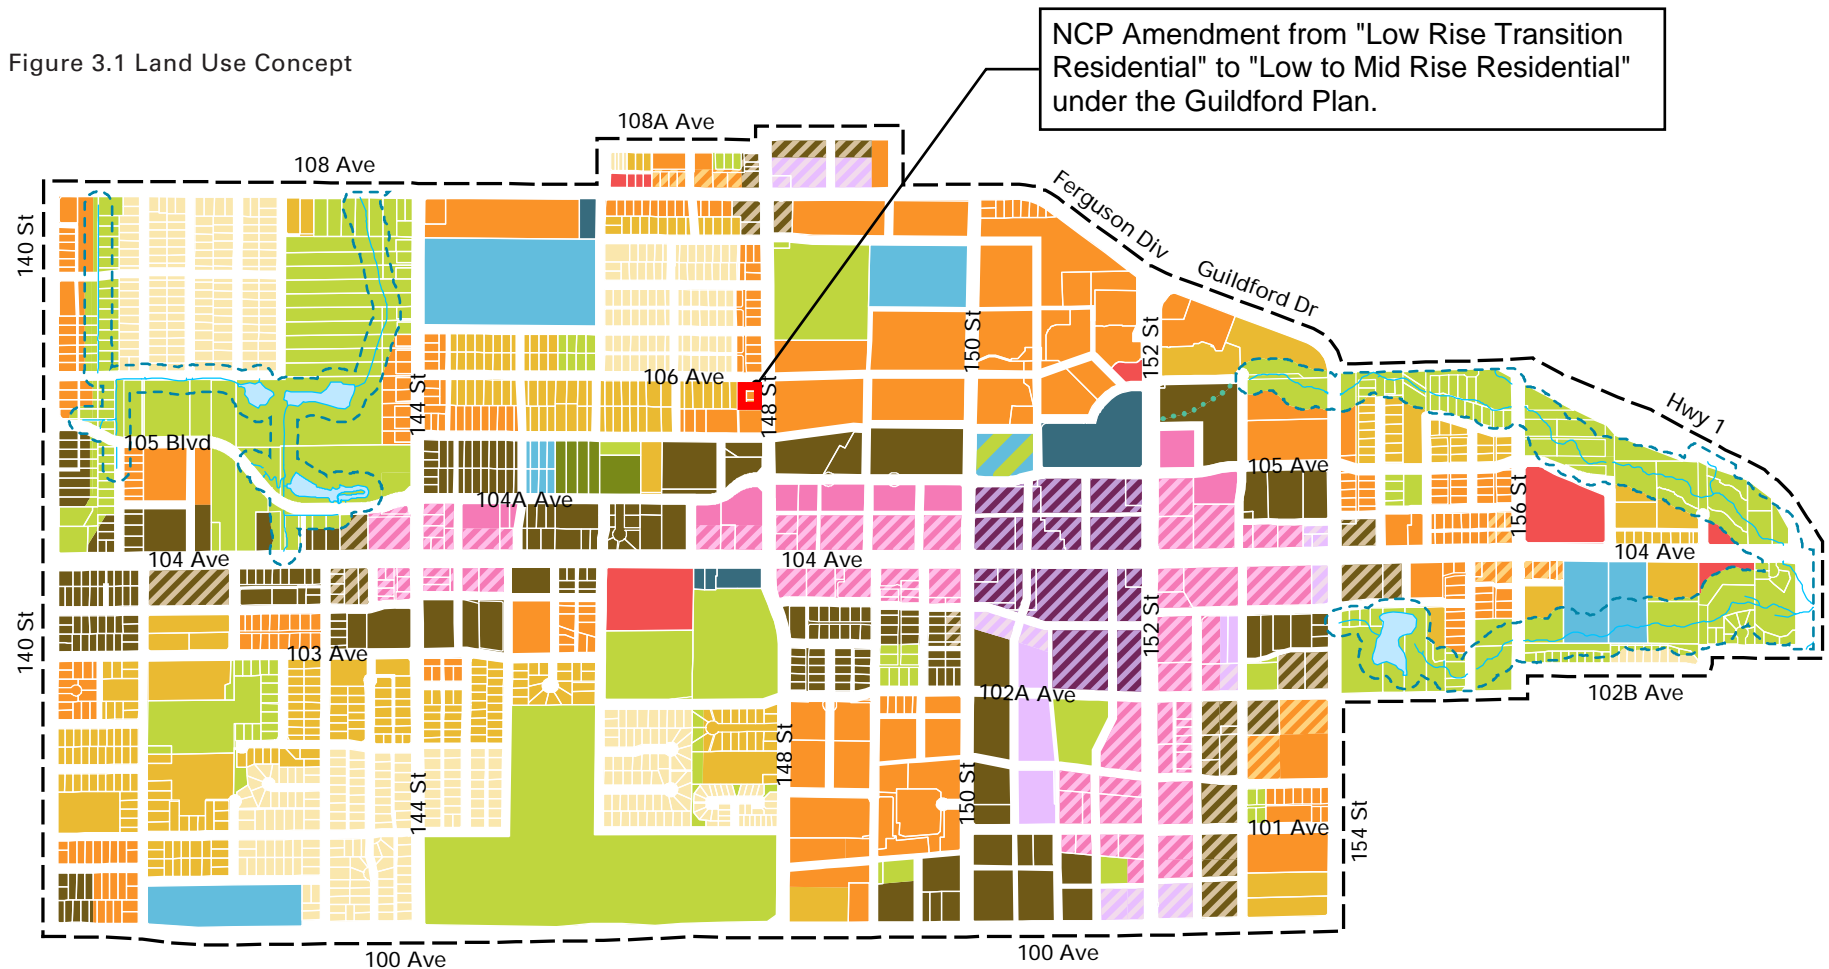 NCP Amendment from "Low Rise Transition
Residential" to "Low to Mid Rise Residential"
under the Guildford Plan.
Figure 3.1 Land Use Concept
108A Ave
108 Ave
Ferguson Div
Guildford Dr
140 St
150 St
152 St
144 St
106 Ave
148 St
Hwy 1
105 Blvd
105 Ave
104A Ave
156 St
104 Ave
104 Ave
104 Ave
140 St
152 St
103 Ave
102A Ave
102B Ave
148 St
150 St
144 St
154 St
101 Ave
100 Ave
100 Ave